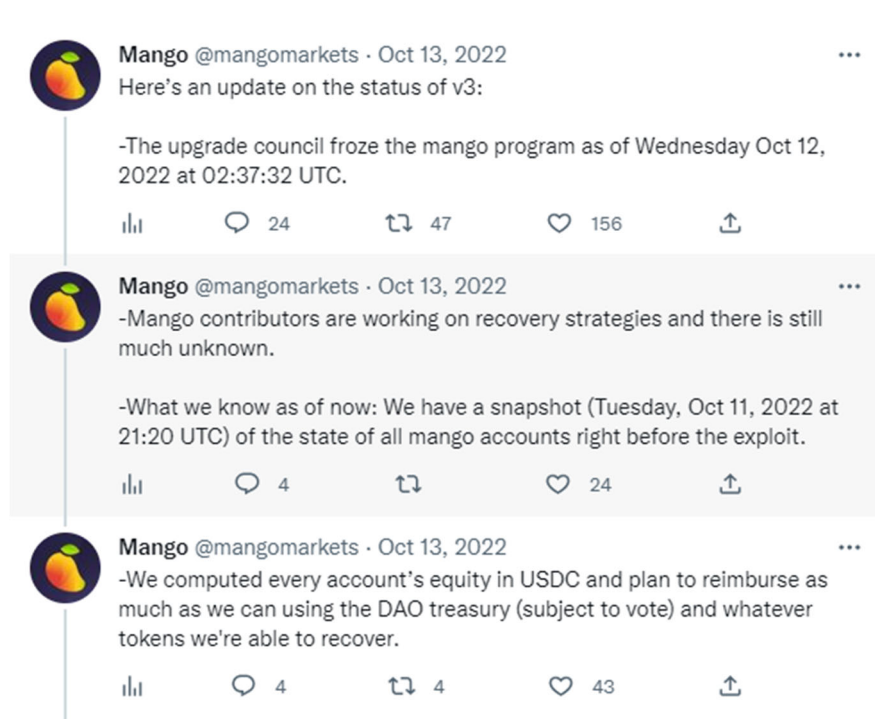 Mango @mangomarkets · Oct 13, 2022
Here's an update on the status of v3:
-The upgrade council froze the mango program as of Wednesday Oct 12,
2022 at 02:37:32 UTC.
24 47 156
Mango @mangomarkets · Oct 13, 2022
-Mango contributors are working on recovery strategies and there is still
much unknown.
-What we know as of now: We have a snapshot (Tuesday, Oct 11, 2022 at
21:20 UTC) of the state of all mango accounts right before the exploit.
4 24
Mango @mangomarkets · Oct 13, 2022
-We computed every account's equity in USDC and plan to reimburse as
much as we can using the DAO treasury (subject to vote) and whatever
tokens we're able to recover.
4 4 43